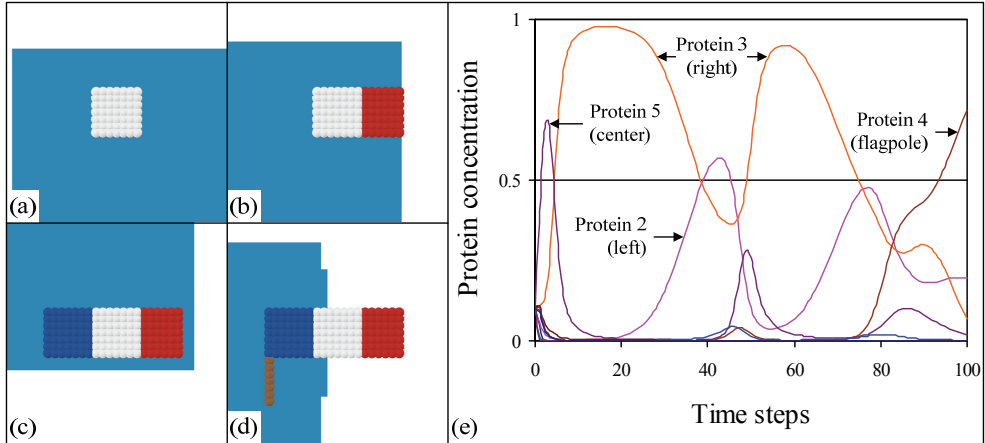 (a)
(b)
(c)
(d)
(e)
Protein concentration
1
0.5
0
Protein 3
(right)
Protein 5
(center)
Protein 4
(flagpole)
Protein 2
(left)
0
20
40
60
80
100
Time steps